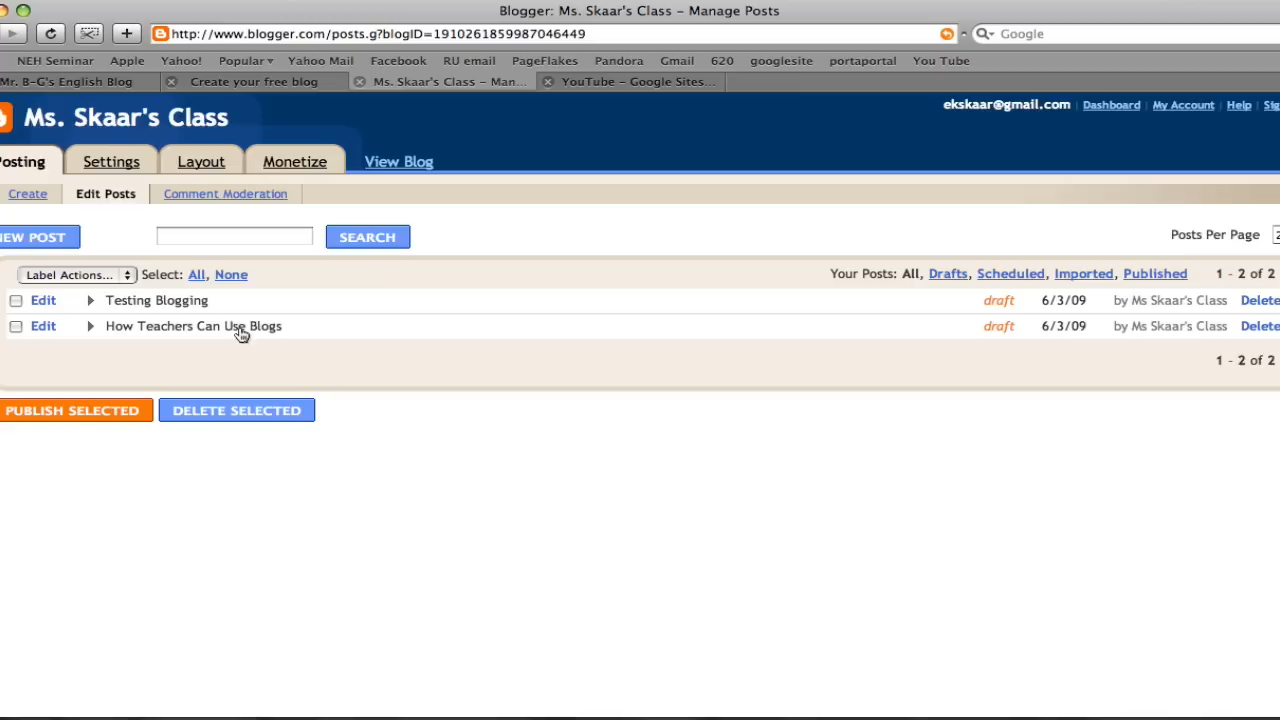 Blogger: Ms. Skaar's Class – Manage Posts
http://www.blogger.com/posts.g?blogID=1910261859987046449
Google
NEH Seminar Apple Yahoo! Popular Yahoo Mail Facebook RU email PageFlakes Pandora Gmail 620 googlesite portaportal You Tube
Mr. B-G's English Blog Create your free blog Ms. Skaar's Class – Man... YouTube – Google Sites...
Ms. Skaar's Class
ekskaar@gmail.com Dashboard My Account Help
Posting Settings Layout Monetize View Blog
Create Edit Posts Comment Moderation
NEW POST SEARCH Posts Per Page
Label Actions... Select: All, None Your Posts: All, Drafts, Scheduled, Imported, Published 1 - 2 of 2
Edit Testing Blogging draft 6/3/09 by Ms Skaar's Class Delete
Edit How Teachers Can Use Blogs draft 6/3/09 by Ms Skaar's Class Delete
1 - 2 of 2
PUBLISH SELECTED DELETE SELECTED